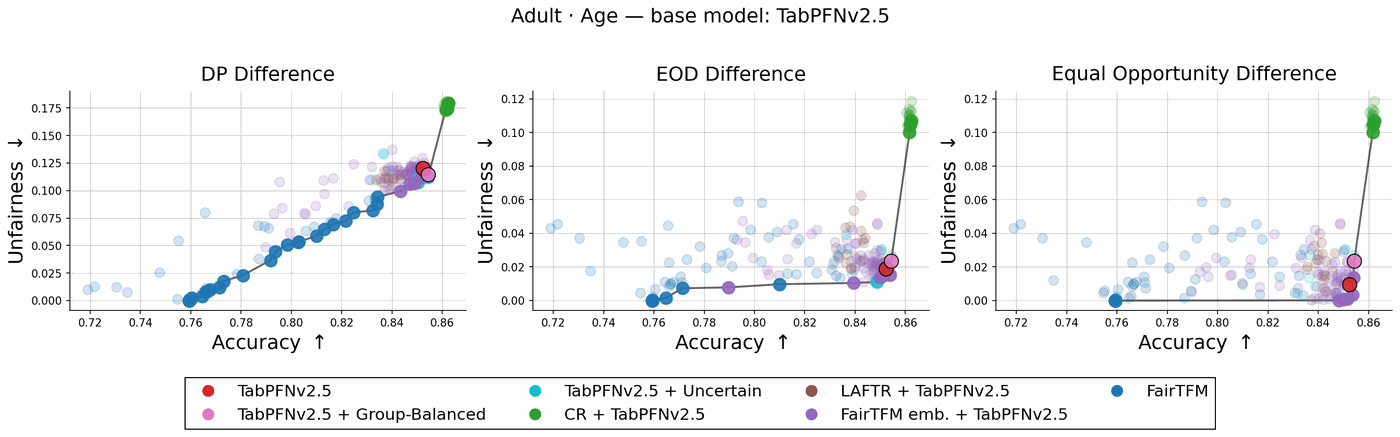 Adult · Age — base model: TabPFNv2.5
DP Difference
Unfairness ↓
0.175
0.150
0.125
0.100
0.075
0.050
0.025
0.000
0.72 0.74 0.76 0.78 0.80 0.82 0.84 0.86
Accuracy ↑
EOD Difference
Unfairness ↓
0.12
0.10
0.08
0.06
0.04
0.02
0.00
0.72 0.74 0.76 0.78 0.80 0.82 0.84 0.86
Accuracy ↑
Equal Opportunity Difference
Unfairness ↓
0.12
0.10
0.08
0.06
0.04
0.02
0.00
0.72 0.74 0.76 0.78 0.80 0.82 0.84 0.86
Accuracy ↑
TabPFNv2.5
TabPFNv2.5 + Group-Balanced
TabPFNv2.5 + Uncertain
CR + TabPFNv2.5
LAFTR + TabPFNv2.5
FairTFM emb. + TabPFNv2.5
FairTFM